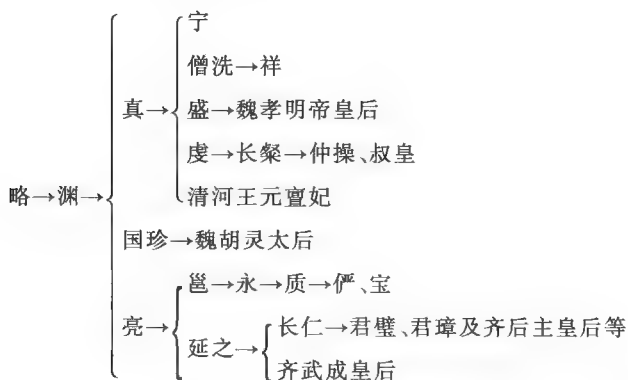 宁
僧洗→祥
真→
盛→魏孝明帝皇后
虔→长粲→仲操、叔皇
清河王元亶妃
略→渊→
国珍→魏胡灵太后
邕→永→质→俨、宝
亮→
延之→
长仁→君璧、君璋及齐后主皇后等
齐武成皇后